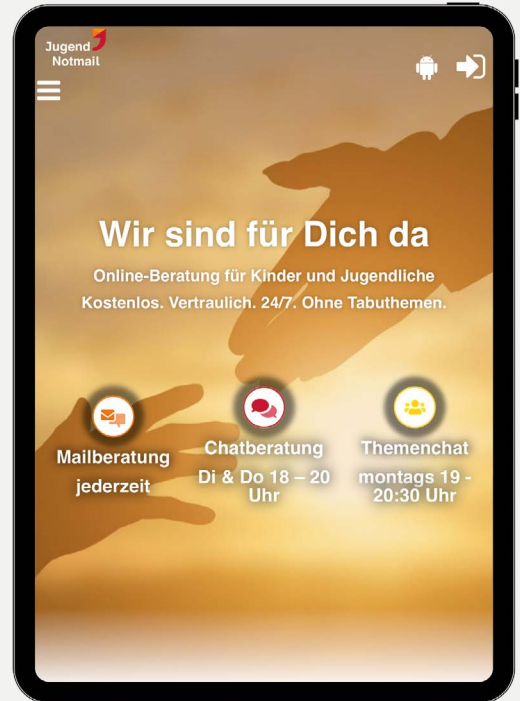 Jugend
Notmail
Wir sind für Dich da
Online-Beratung für Kinder und Jugendliche
Kostenlos. Vertraulich. 24/7. Ohne Tabuthemen.
Mailberatung
jederzeit
Chatberatung
Di & Do 18 – 20
Uhr
Themenchat
montags 19 -
20:30 Uhr